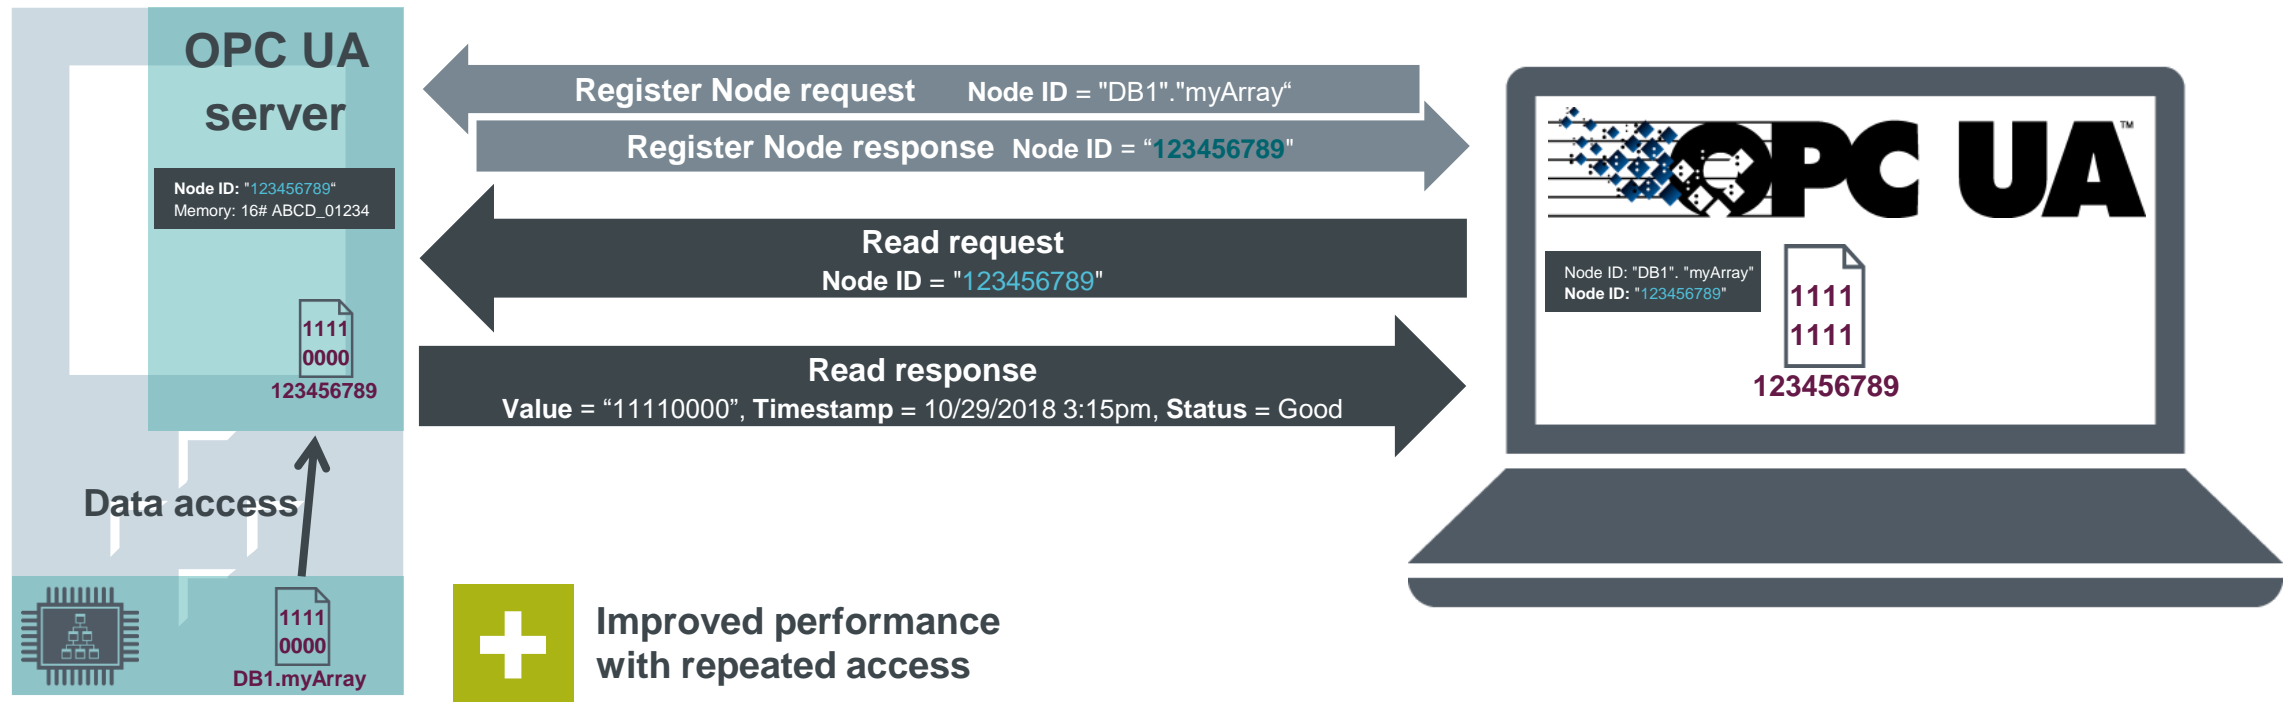 OPC UA
server
Node ID: "123456789“
Memory: 16# ABCD_01234
1111
0000
123456789
Data access
1111
0000
DB1.myArray
Register Node request Node ID = "DB1"."myArray“
Register Node response Node ID = “123456789"
Read request
Node ID = "123456789"
Read response
Value = “11110000”, Timestamp = 10/29/2018 3:15pm, Status = Good
Improved performance
with repeated access
OPC UA™
Node ID: "DB1". "myArray"
Node ID: "123456789"
1111
1111
123456789